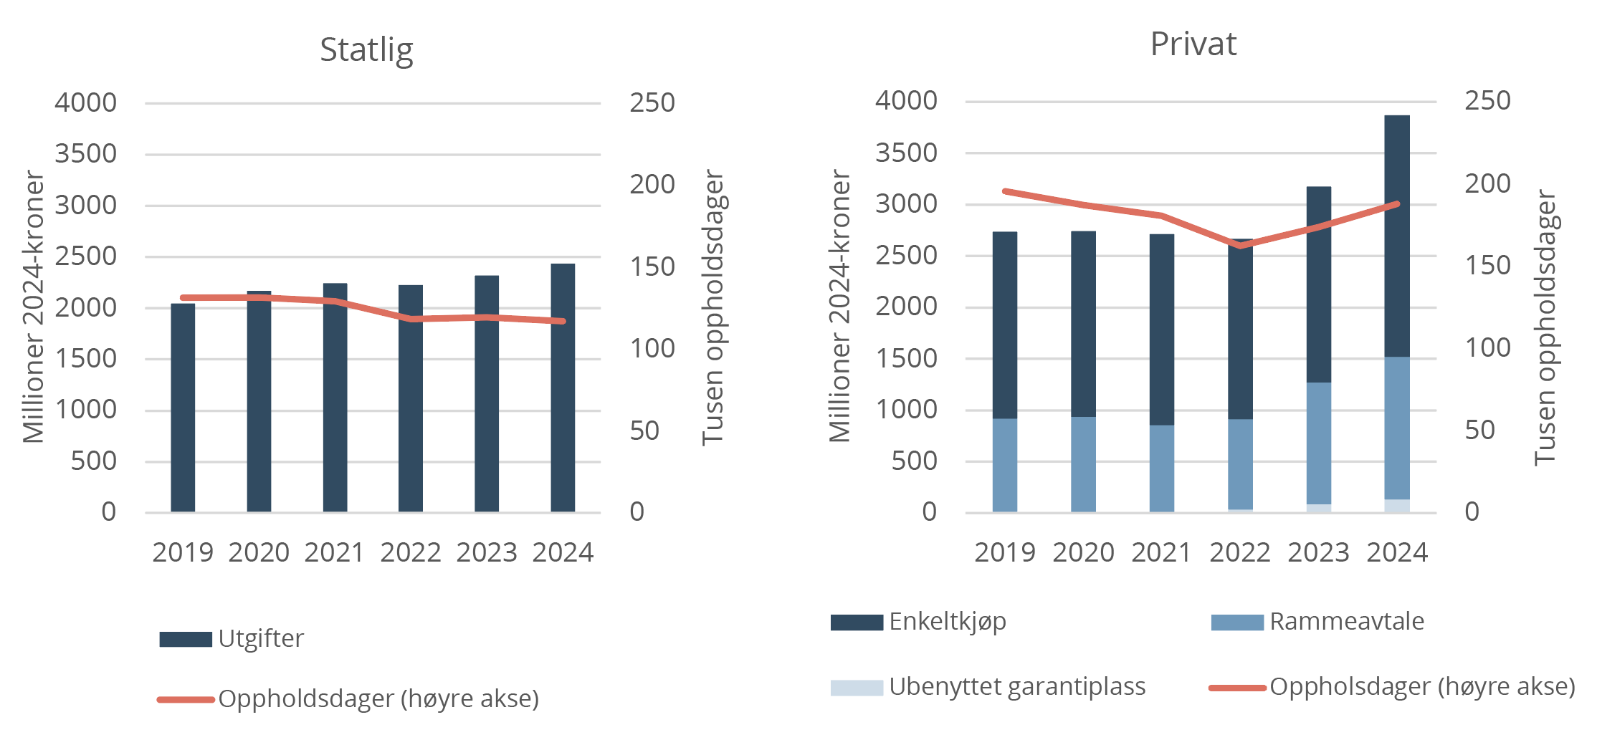 Statlig
Millioner 2024-kroner
4000
3500
3000
2500
2000
1500
1000
500
0
250
200
150
100
50
0
Tusen oppholdsdager
2019 2020 2021 2022 2023 2024
Utgifter
Oppholdsdager (høyre akse)
Privat
Millioner 2024-kroner
4000
3500
3000
2500
2000
1500
1000
500
0
250
200
150
100
50
0
Tusen oppholdsdager
2019 2020 2021 2022 2023 2024
Enkeltkjøp
Rammeavtale
Ubenyttet garantiplass
Oppholsdager (høyre akse)